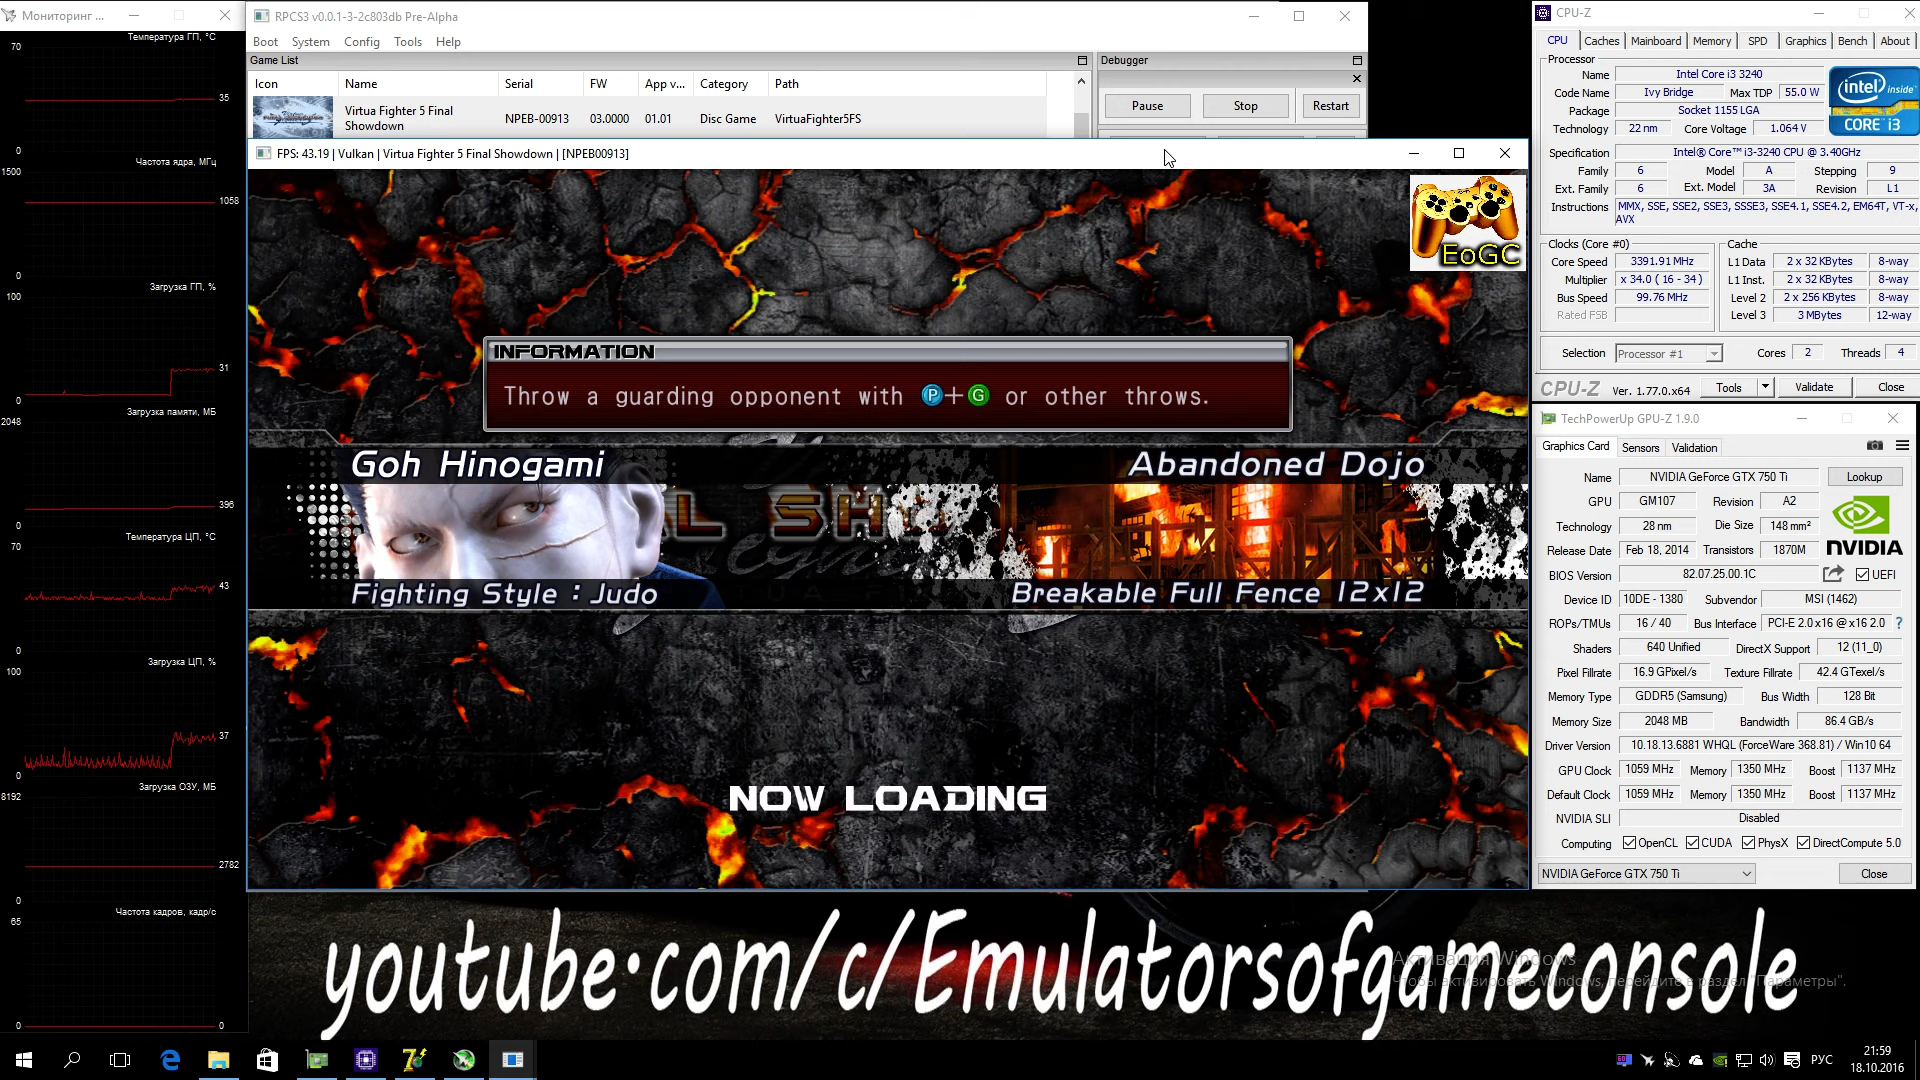 Мониторинг ...
Температура ГП, °C
70
35
0
Частота ядра, МГц
1500
1058
0
Загрузка ГП, %
100
31
0
Загрузка памяти, МБ
2048
396
0
Температура ЦП, °C
70
43
0
Загрузка ЦП, %
100
37
0
Загрузка ОЗУ, МБ
8192
2782
0
Частота кадров, кадр/с
65
0
0
RPCS3 v0.0.1-3-2c803db Pre-Alpha
Boot System Config Tools Help
Game List
Icon Name Serial FW App v... Category Path
Virtua Fighter 5 Final
Showdown
NPEB-00913 03.0000 01.01 Disc Game VirtuaFighter5FS
Debugger
Pause Stop Restart
FPS: 43.19 | Vulkan | Virtua Fighter 5 Final Showdown | [NPEB00913]
EoGC
INFORMATION
Throw a guarding opponent with P+G or other throws.
Goh Hinogami
Abandoned Dojo
Fighting Style : Judo
Breakable Full Fence 12x12
NOW LOADING
CPU-Z
CPU Caches Mainboard Memory SPD Graphics Bench About
Processor
Name Intel Core i3 3240
Code Name Ivy Bridge Max TDP 55.0 W
Package Socket 1155 LGA
Technology 22 nm Core Voltage 1.064 V
intel inside
CORE i3
Specification Intel® Core™ i3-3240 CPU @ 3.40GHz
Family 6 Model A Stepping 9
Ext. Family 6 Ext. Model 3A Revision L1
Instructions MMX, SSE, SSE2, SSE3, SSSE3, SSE4.1, SSE4.2, EM64T, VT-x,
AVX
Clocks (Core #0)
Core Speed 3391.91 MHz
Multiplier x 34.0 ( 16 - 34 )
Bus Speed 99.76 MHz
Rated FSB
Cache
L1 Data 2 x 32 KBytes 8-way
L1 Inst. 2 x 32 KBytes 8-way
Level 2 2 x 256 KBytes 8-way
Level 3 3 MBytes 12-way
Selection Processor #1 Cores 2 Threads 4
CPU-Z Ver. 1.77.0.x64 Tools Validate Close
TechPowerUp GPU-Z 1.9.0
Graphics Card Sensors Validation
Name NVIDIA GeForce GTX 750 Ti Lookup
GPU GM107 Revision A2
Technology 28 nm Die Size 148 mm²
Release Date Feb 18, 2014 Transistors 1870M
NVIDIA
BIOS Version 82.07.25.00.1C UEFI
Device ID 10DE - 1380 Subvendor MSI (1462)
ROPs/TMUs 16 / 40 Bus Interface PCI-E 2.0 x16 @ x16 2.0 ?
Shaders 640 Unified DirectX Support 12 (11_0)
Pixel Fillrate 16.9 GPixel/s Texture Fillrate 42.4 GTexel/s
Memory Type GDDR5 (Samsung) Bus Width 128 Bit
Memory Size 2048 MB Bandwidth 86.4 GB/s
Driver Version 10.18.13.6881 WHQL (ForceWare 368.81) / Win10 64
GPU Clock 1059 MHz Memory 1350 MHz Boost 1137 MHz
Default Clock 1059 MHz Memory 1350 MHz Boost 1137 MHz
NVIDIA SLI Disabled
Computing OpenCL CUDA PhysX DirectCompute 5.0
NVIDIA GeForce GTX 750 Ti Close
youtube.com/c/Emulatorsofgameconsole
Активация Windows
Чтобы активировать Windows, перейдите в раздел "Параметры".
РУС
21:59
18.10.2016